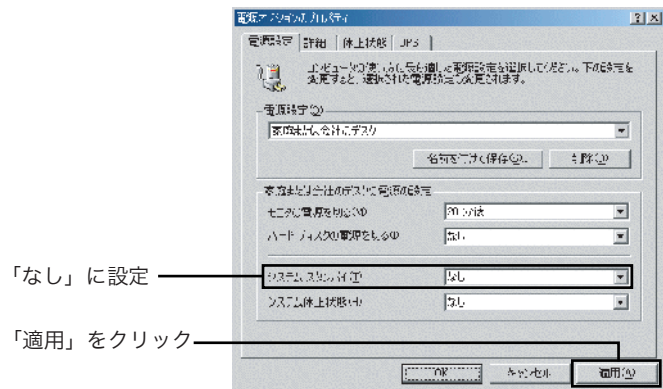 電源オプションのプロパティ
電源設定 詳細 休止状態 UPS
コンピュータの使い方に最も適した電源設定を選択してください。下の設定を
変更すると、選択された電源設定も変更されます。
電源設定(O)
家庭または会社のデスク
名前を付けて保存(S)... 削除(D)
家庭または会社のデスクの電源の設定
モニタの電源を切る(M) 20 分後
ハード ディスクの電源を切る(I) なし
「なし」に設定
システム スタンバイ(T) なし
システム休止状態(H) なし
「適用」をクリック
OK キャンセル 適用(A)